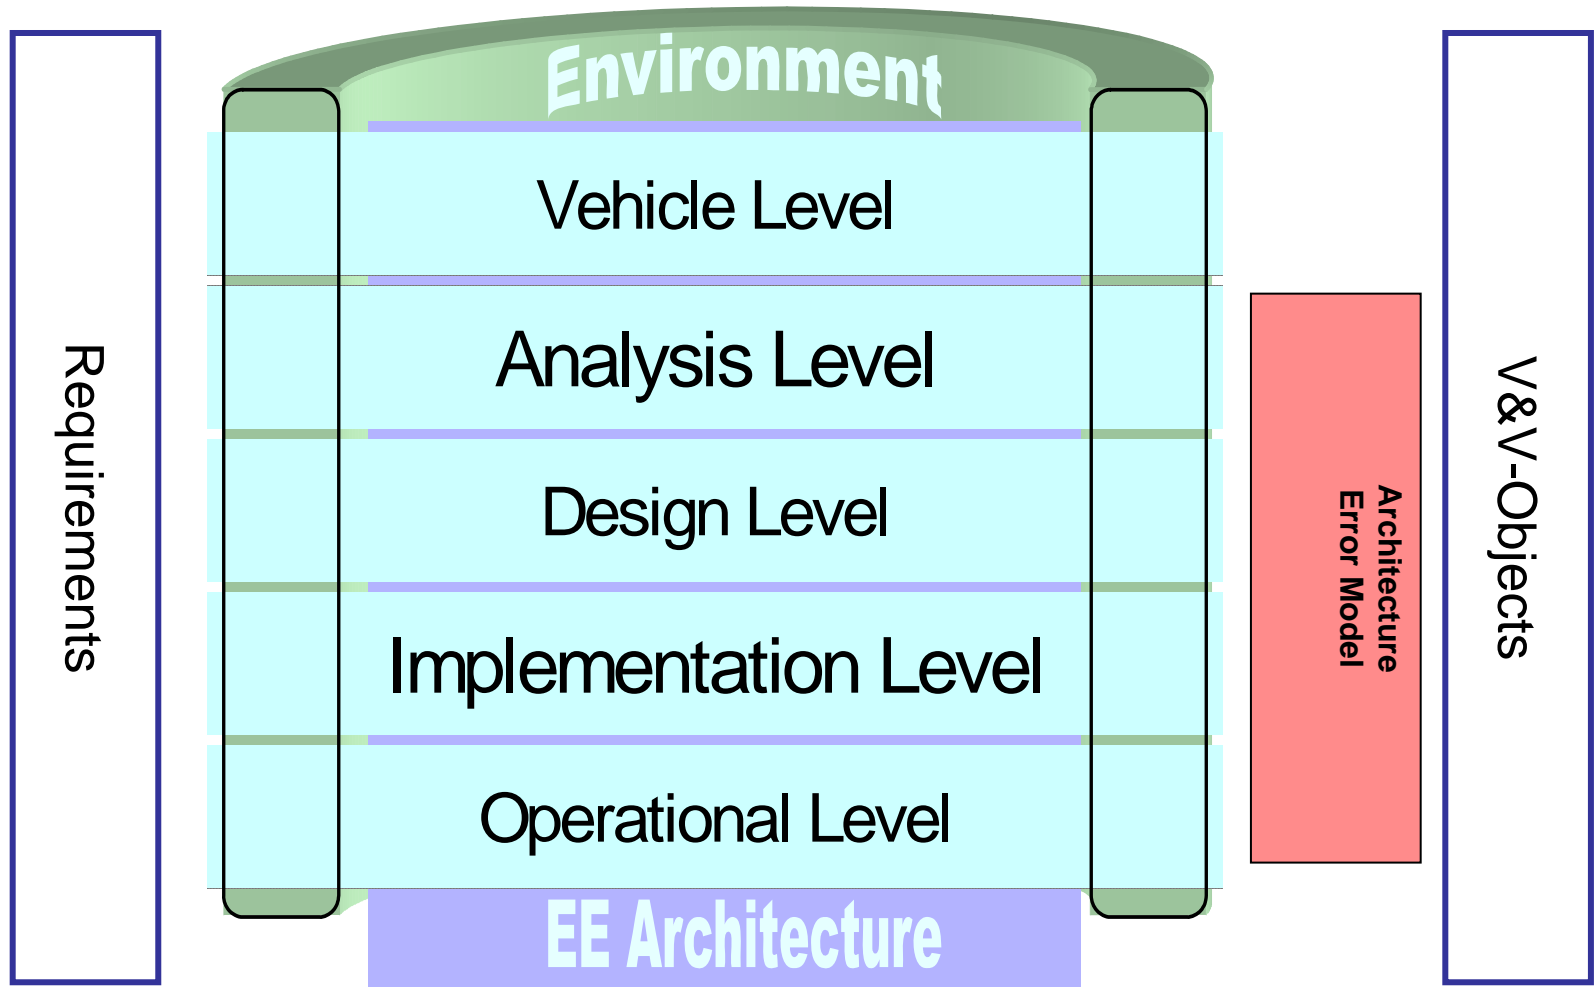 Environment
Requirements
Vehicle Level
Analysis Level
Design Level
Implementation Level
Operational Level
EE Architecture
Architecture
Error Model
V&V-Objects